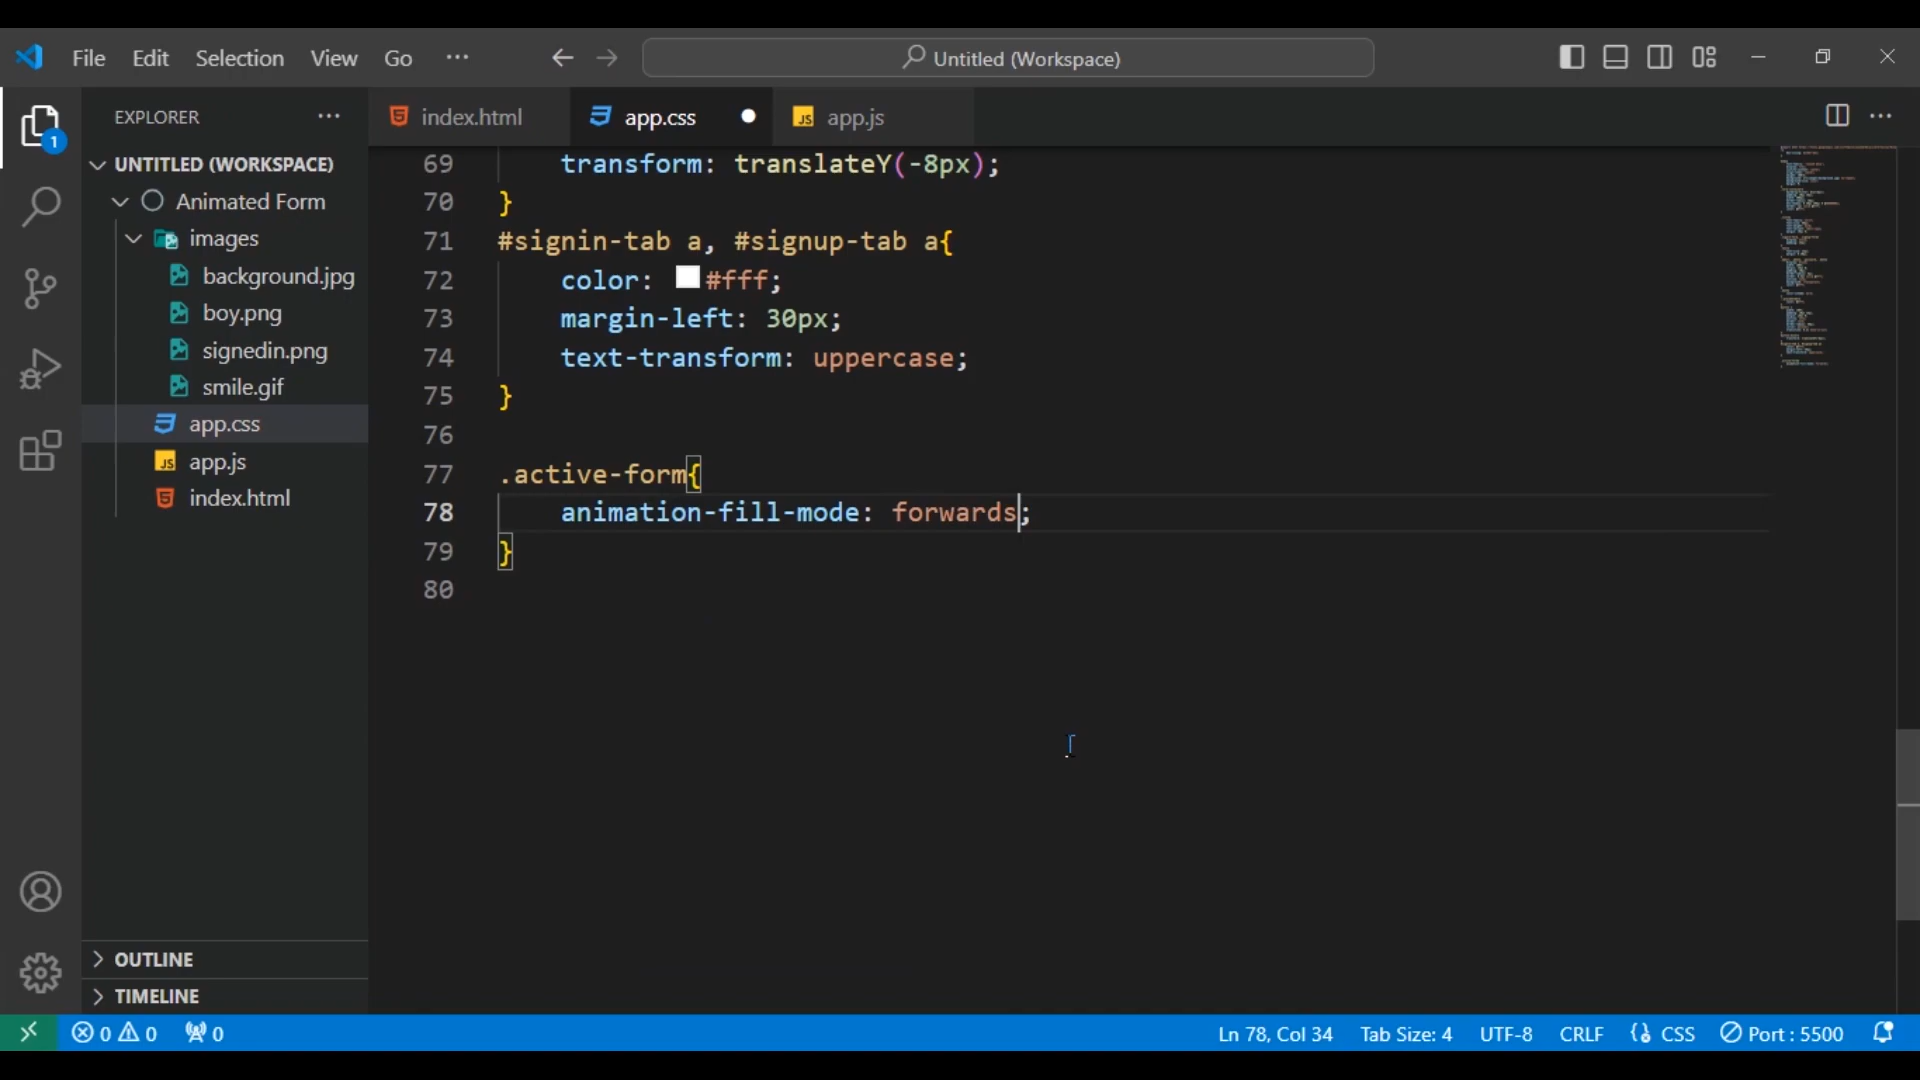 File Edit Selection View Go ··· Untitled (Workspace)
EXPLORER ···
index.html app.css JS app.js ···
UNTITLED (WORKSPACE)
Animated Form
images
background.jpg
boy.png
signedin.png
smile.gif
app.css
JS app.js
index.html
1
69 transform: translateY(-8px);
70 }
71 #signin-tab a, #signup-tab a{
72 color: #fff;
73 margin-left: 30px;
74 text-transform: uppercase;
75 }
76
77 .active-form{
78 animation-fill-mode: forwards;
79 }
80
OUTLINE
TIMELINE
0 0 0 Ln 78, Col 34 Tab Size: 4 UTF-8 CRLF CSS Port : 5500